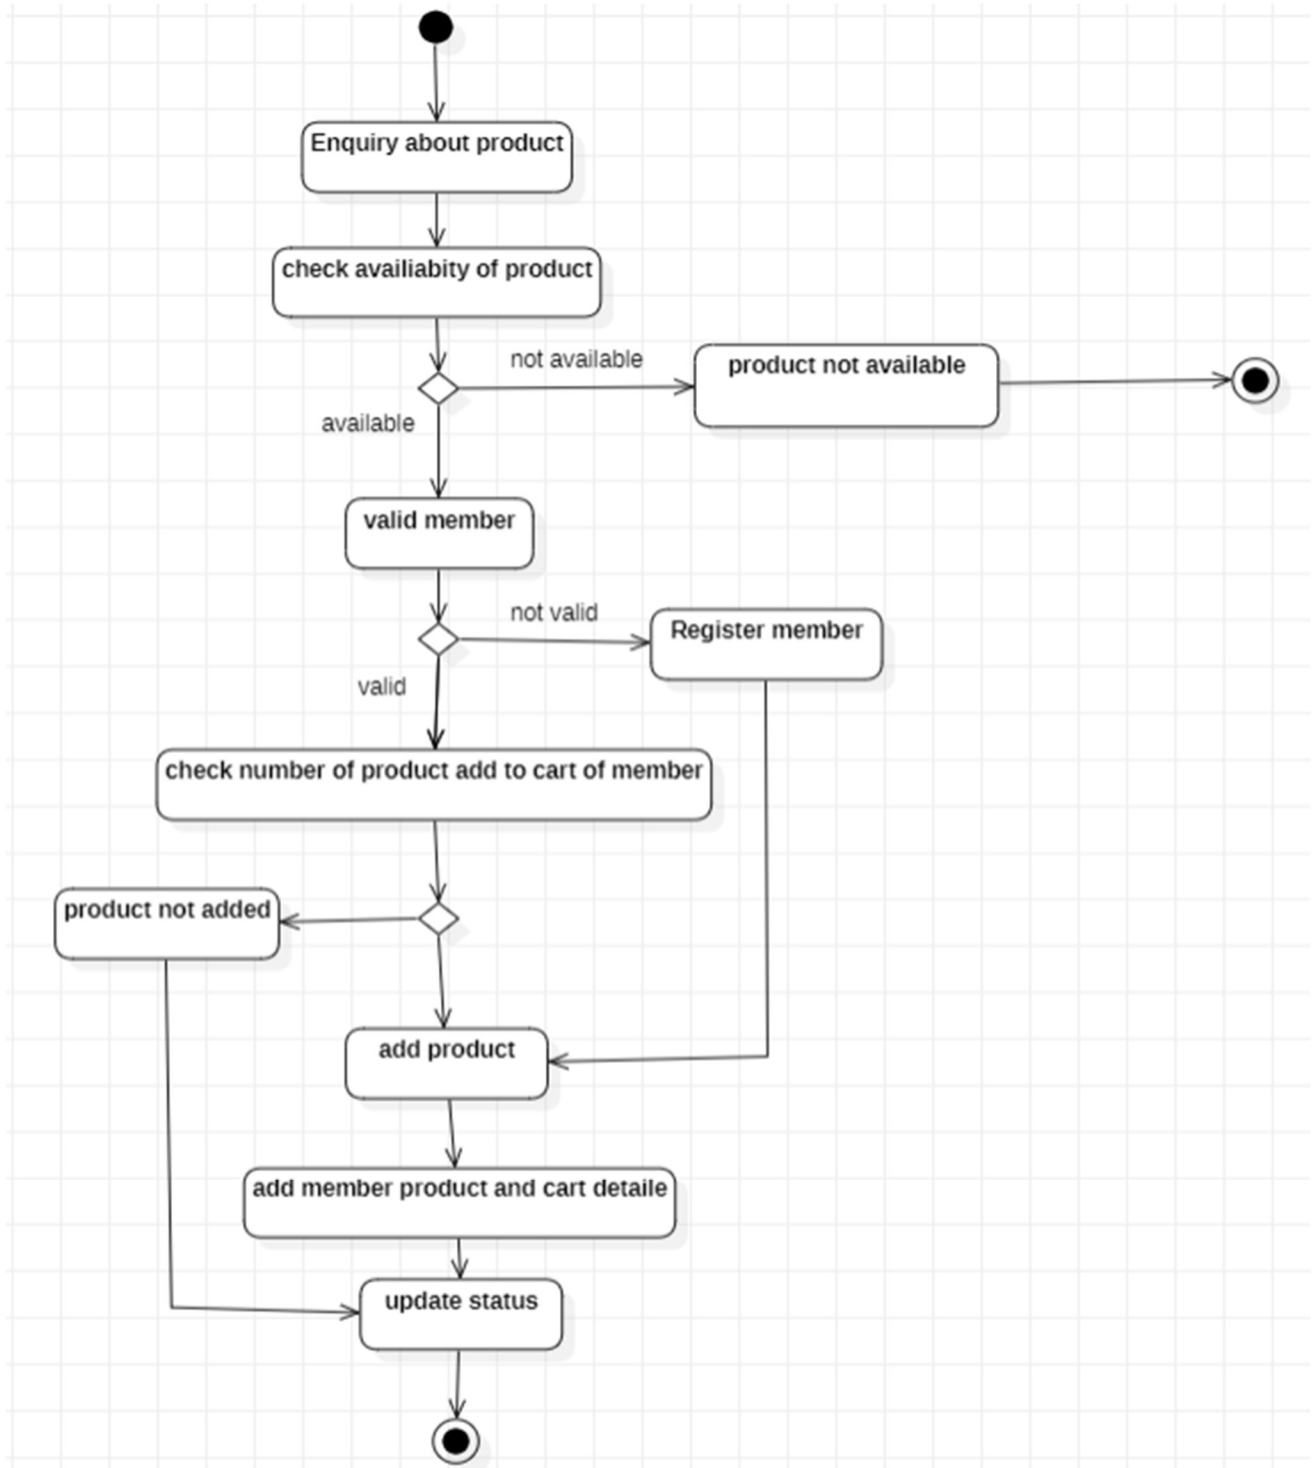 Enquiry about product
check availiabity of product
not available
product not available
available
valid member
not valid
Register member
valid
check number of product add to cart of member
product not added
add product
add member product and cart detaile
update status